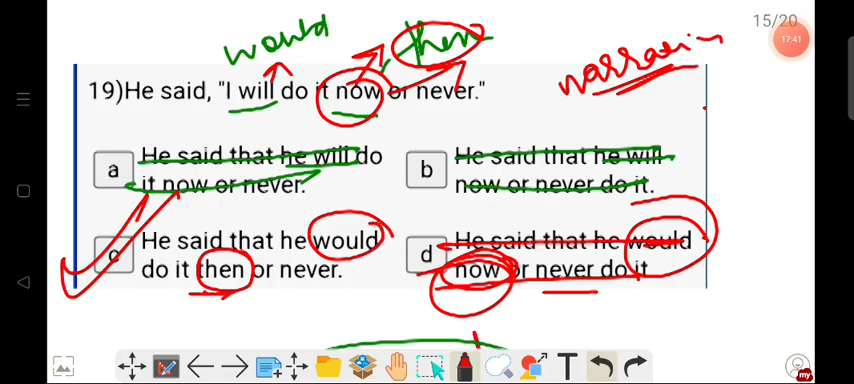 15/20
17:41
would
then
narration
19)He said, "I will do it now or never."
a
He said that he will do
it now or never.
b
He said that he will
now or never do it.
c
He said that he would
do it then or never.
d
He said that he would
now or never do it
T
my